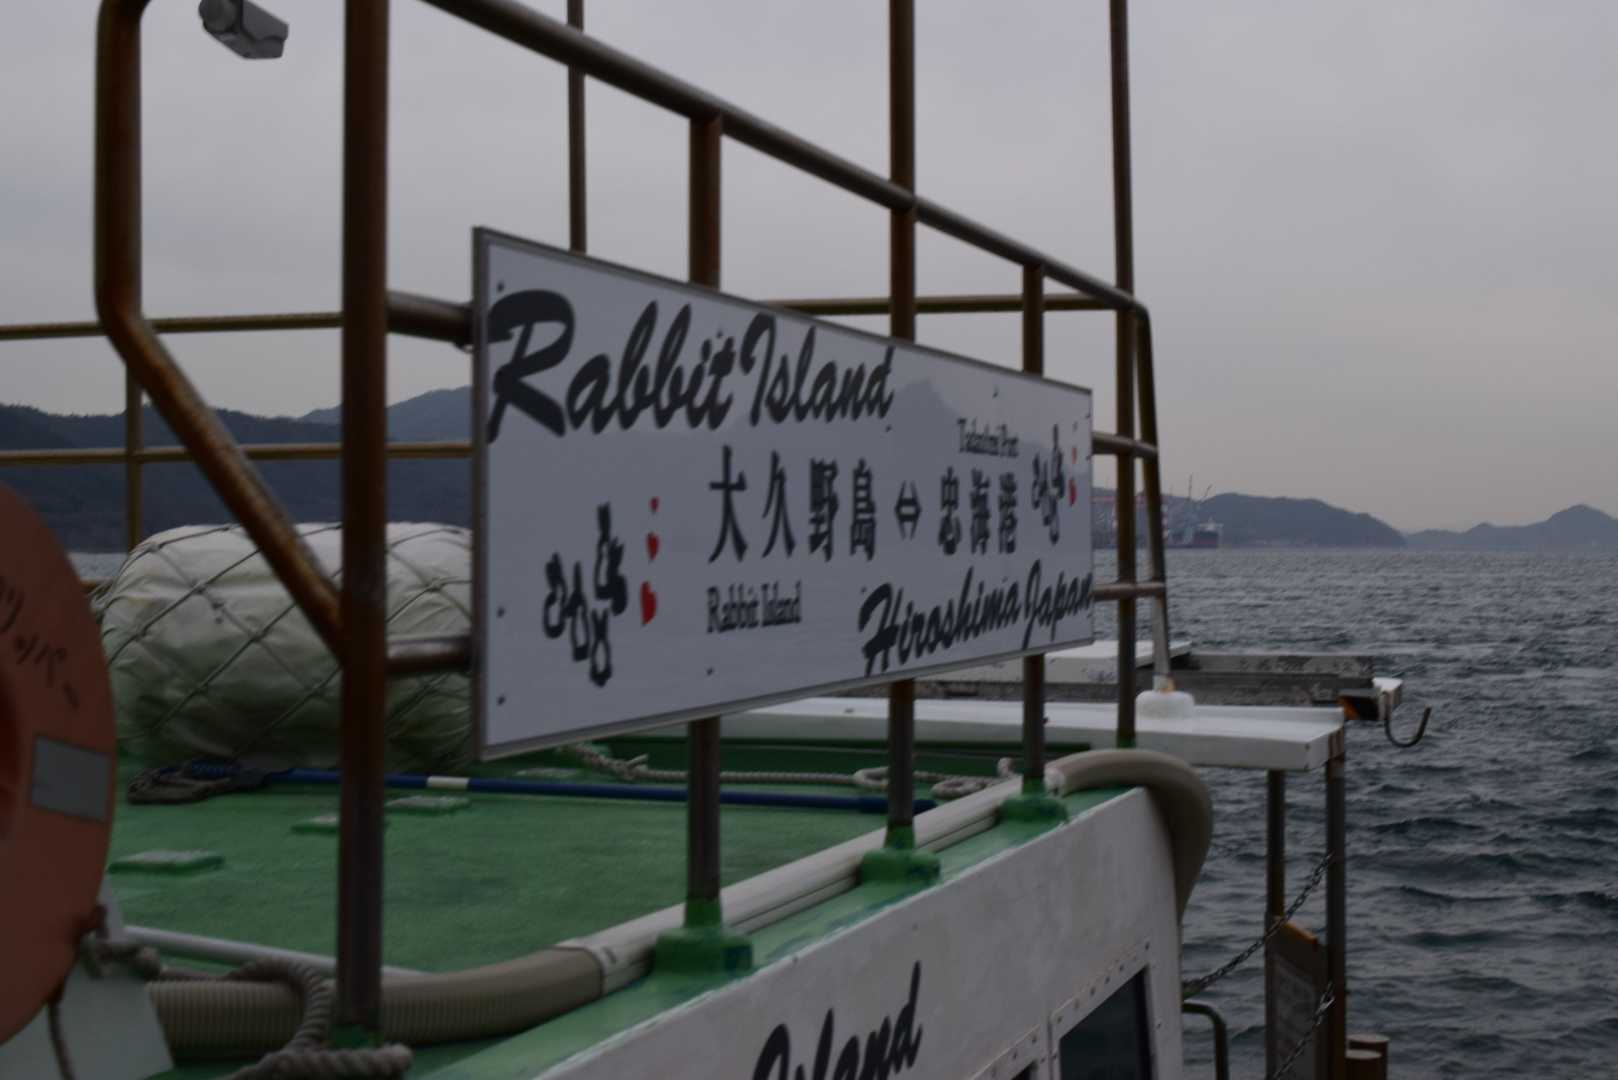 Rabbit Island
Tadanoumi Port
大久野島 ⇔ 忠海港
Rabbit Island
Hiroshima Japan
Island